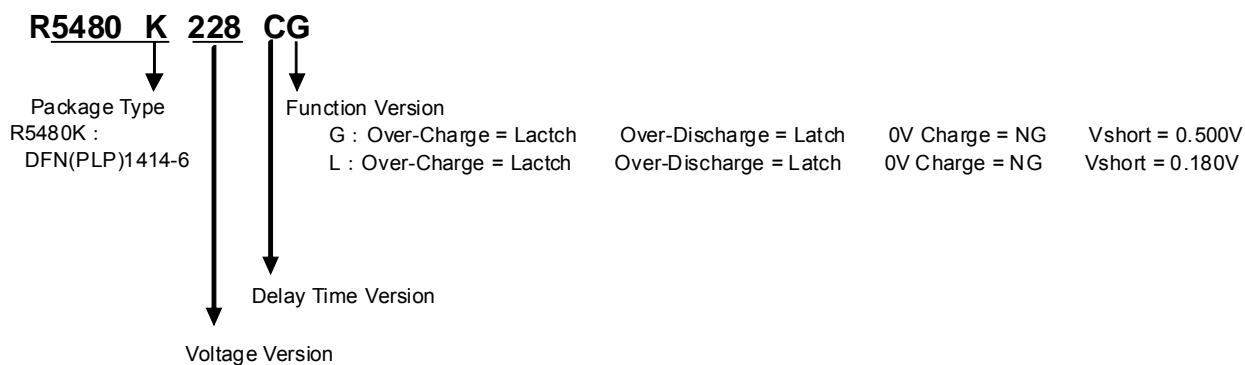 R5480 K 228 CG
Package Type
R5480K :
DFN(PLP)1414-6
Function Version
G : Over-Charge = Lactch Over-Discharge = Latch 0V Charge = NG Vshort = 0.500V
L : Over-Charge = Lactch Over-Discharge = Latch 0V Charge = NG Vshort = 0.180V
Delay Time Version
Voltage Version